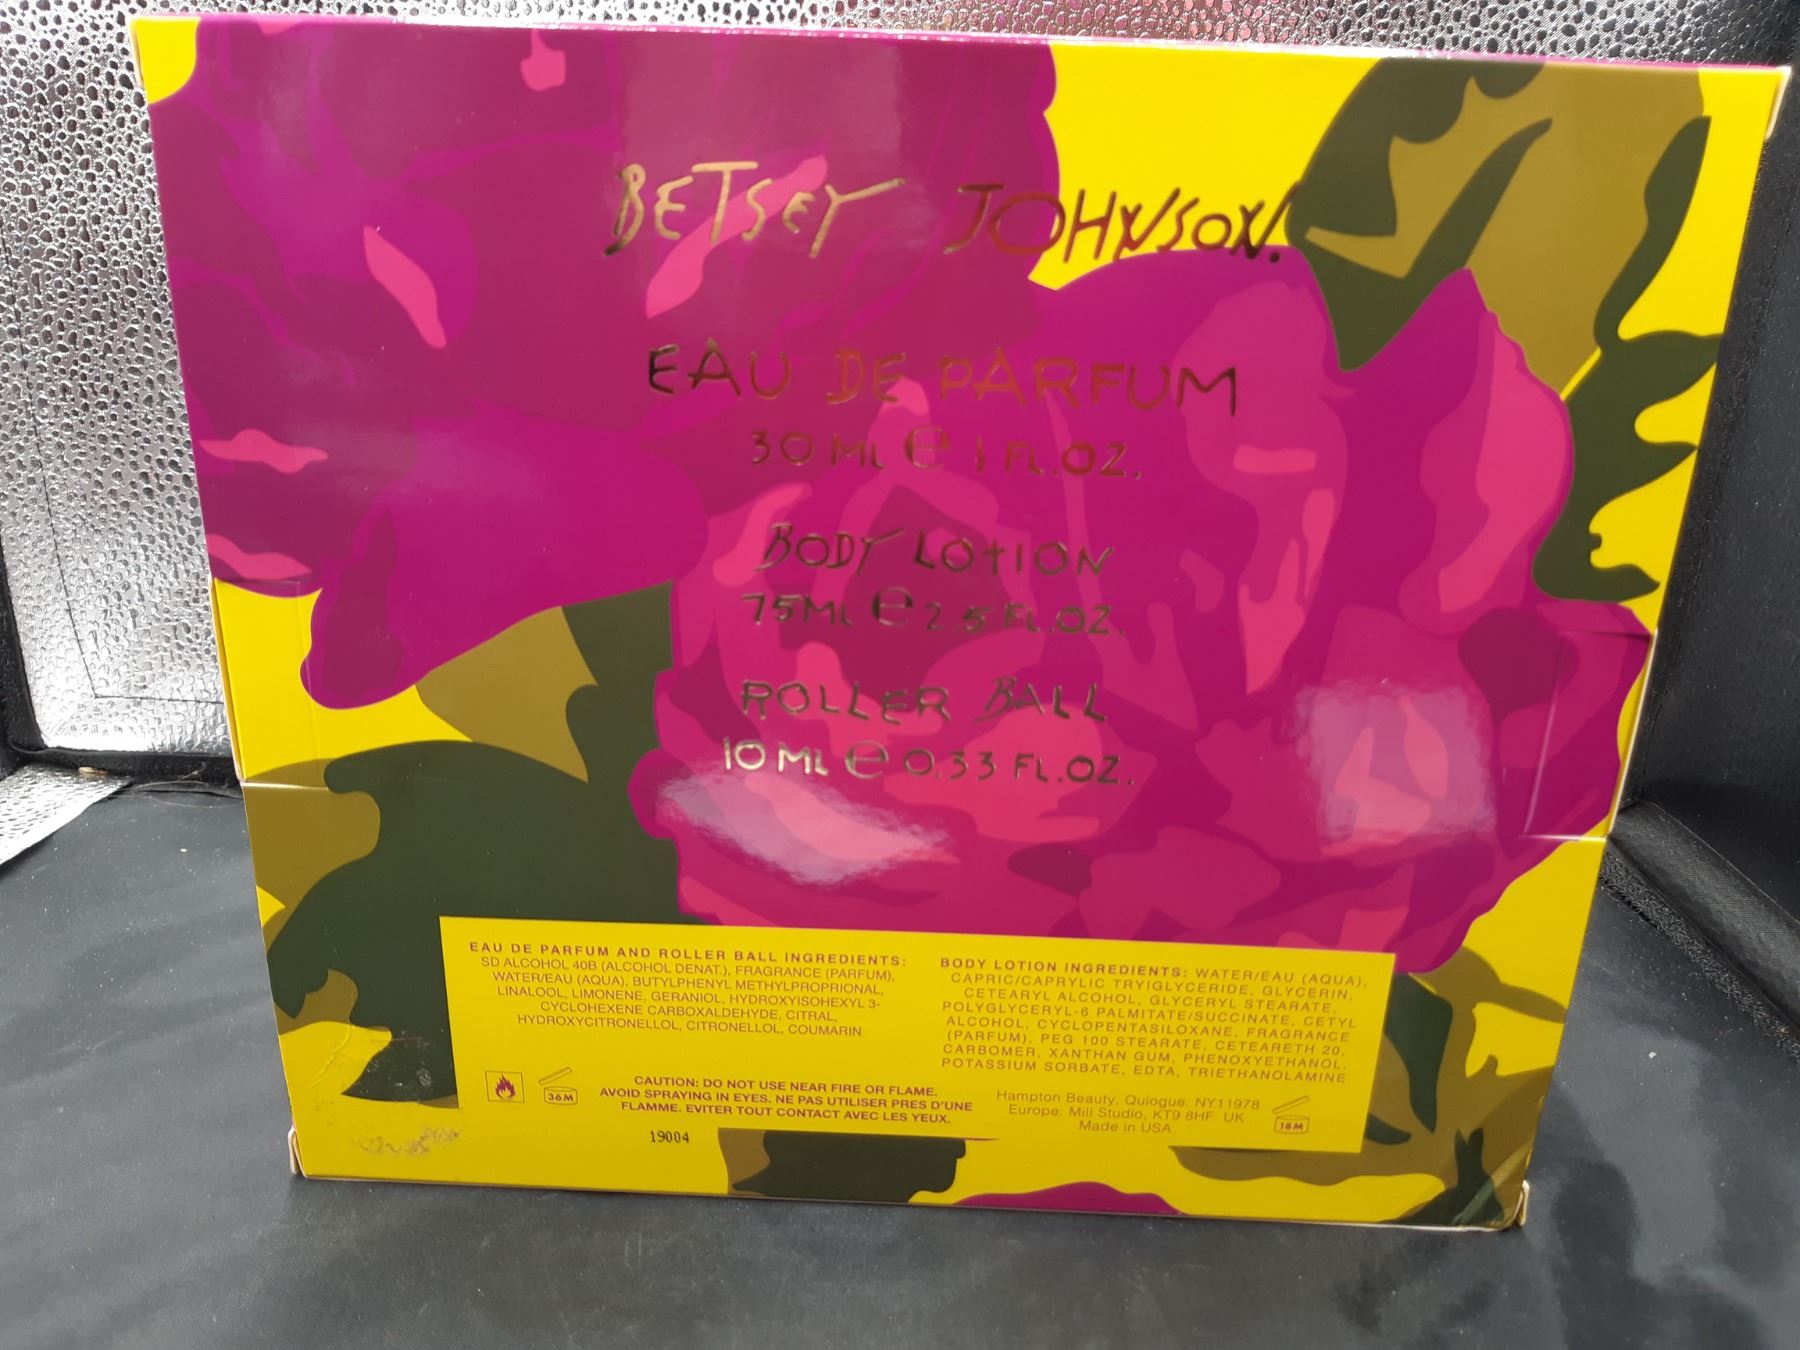 BETSEY JOHNSON.
EAU DE PARFUM
30 ML e 1 FL.OZ.
BODY LOTION
75ML e 2.5 FL.OZ.
ROLLER BALL
10 ML e 0.33 FL.OZ.
EAU DE PARFUM AND ROLLER BALL INGREDIENTS:
SD ALCOHOL 40B (ALCOHOL DENAT.), FRAGRANCE (PARFUM),
WATER/EAU (AQUA), BUTYLPHENYL METHYLPROPRIONAL,
LINALOOL, LIMONENE, GERANIOL, HYDROXYISOHEXYL 3-
CYCLOHEXENE CARBOXALDEHYDE, CITRAL,
HYDROXYCITRONELLOL, CITRONELLOL, COUMARIN
36M
CAUTION: DO NOT USE NEAR FIRE OR FLAME.
AVOID SPRAYING IN EYES. NE PAS UTILISER PRES D'UNE
FLAMME. EVITER TOUT CONTACT AVEC LES YEUX.
19004
BODY LOTION INGREDIENTS: WATER/EAU (AQUA),
CAPRIC/CAPRYLIC TRYIGLYCERIDE, GLYCERIN,
CETEARYL ALCOHOL, GLYCERYL STEARATE,
POLYGLYCERYL-6 PALMITATE/SUCCINATE, CETYL
ALCOHOL, CYCLOPENTASILOXANE, FRAGRANCE
(PARFUM), PEG 100 STEARATE, CETEARETH 20,
CARBOMER, XANTHAN GUM, PHENOXYETHANOL,
POTASSIUM SORBATE, EDTA, TRIETHANOLAMINE
Hampton Beauty, Quiogue, NY11978
Europe: Mill Studio, KT9 8HF. UK
Made in USA
18M